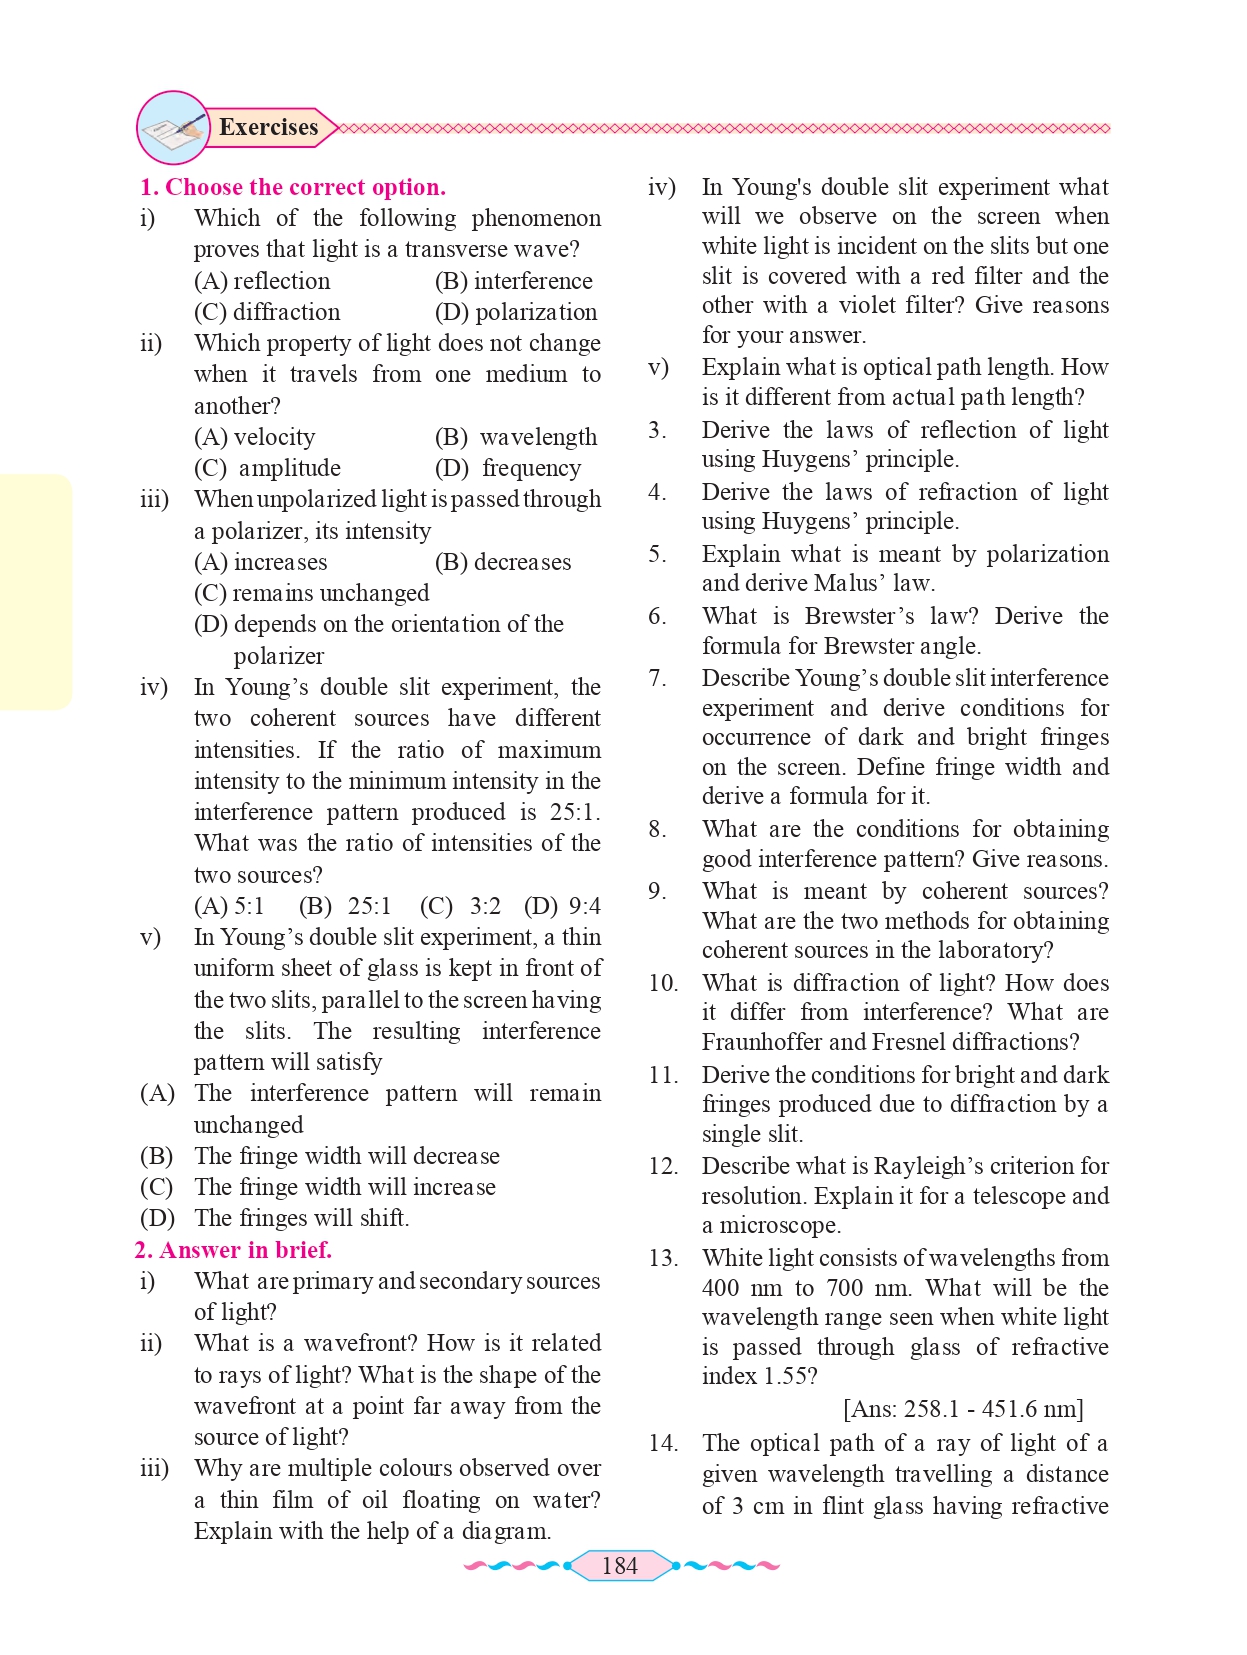 Exercises
1. Choose the correct option.
i) Which of the following phenomenon
proves that light is a transverse wave?
(A) reflection (B) interference
(C) diffraction (D) polarization
ii) Which property of light does not change
when it travels from one medium to
another?
(A) velocity (B) wavelength
(C) amplitude (D) frequency
iii) When unpolarized light is passed through
a polarizer, its intensity
(A) increases (B) decreases
(C) remains unchanged
(D) depends on the orientation of the
polarizer
iv) In Young’s double slit experiment, the
two coherent sources have different
intensities. If the ratio of maximum
intensity to the minimum intensity in the
interference pattern produced is 25:1.
What was the ratio of intensities of the
two sources?
(A) 5:1 (B) 25:1 (C) 3:2 (D) 9:4
v) In Young’s double slit experiment, a thin
uniform sheet of glass is kept in front of
the two slits, parallel to the screen having
the slits. The resulting interference
pattern will satisfy
(A) The interference pattern will remain
unchanged
(B) The fringe width will decrease
(C) The fringe width will increase
(D) The fringes will shift.
2. Answer in brief.
i) What are primary and secondary sources
of light?
ii) What is a wavefront? How is it related
to rays of light? What is the shape of the
wavefront at a point far away from the
source of light?
iii) Why are multiple colours observed over
a thin film of oil floating on water?
Explain with the help of a diagram.
iv) In Young's double slit experiment what
will we observe on the screen when
white light is incident on the slits but one
slit is covered with a red filter and the
other with a violet filter? Give reasons
for your answer.
v) Explain what is optical path length. How
is it different from actual path length?
3. Derive the laws of reflection of light
using Huygens’ principle.
4. Derive the laws of refraction of light
using Huygens’ principle.
5. Explain what is meant by polarization
and derive Malus’ law.
6. What is Brewster’s law? Derive the
formula for Brewster angle.
7. Describe Young’s double slit interference
experiment and derive conditions for
occurrence of dark and bright fringes
on the screen. Define fringe width and
derive a formula for it.
8. What are the conditions for obtaining
good interference pattern? Give reasons.
9. What is meant by coherent sources?
What are the two methods for obtaining
coherent sources in the laboratory?
10. What is diffraction of light? How does
it differ from interference? What are
Fraunhoffer and Fresnel diffractions?
11. Derive the conditions for bright and dark
fringes produced due to diffraction by a
single slit.
12. Describe what is Rayleigh’s criterion for
resolution. Explain it for a telescope and
a microscope.
13. White light consists of wavelengths from
400 nm to 700 nm. What will be the
wavelength range seen when white light
is passed through glass of refractive
index 1.55?
[Ans: 258.1 - 451.6 nm]
14. The optical path of a ray of light of a
given wavelength travelling a distance
of 3 cm in flint glass having refractive
184